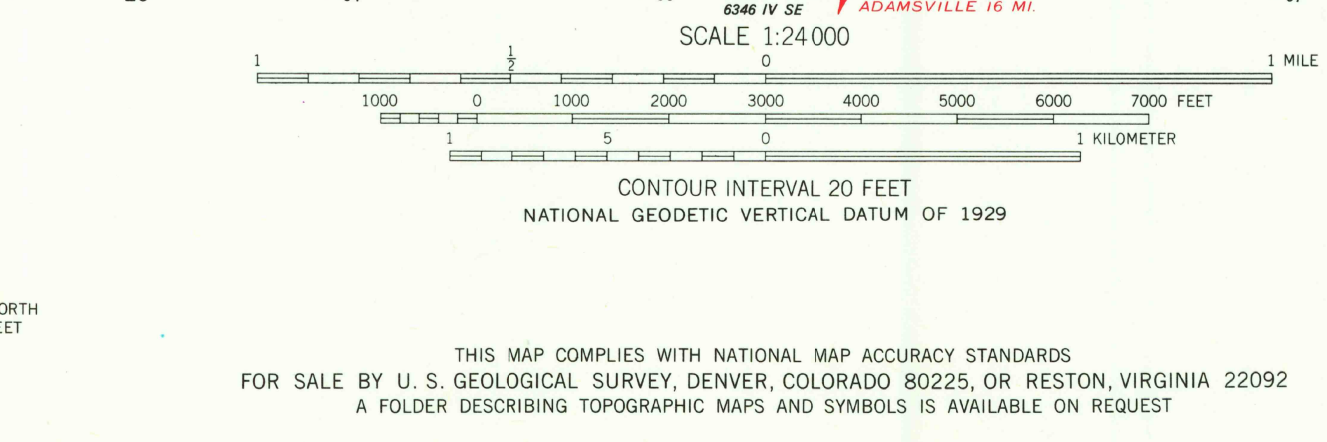 6346 IV SE
ADAMSVILLE 16 MI.
SCALE 1:24 000
1 1/2 0 1 MILE
1000 0 1000 2000 3000 4000 5000 6000 7000 FEET
1 5 0 1 KILOMETER
CONTOUR INTERVAL 20 FEET
NATIONAL GEODETIC VERTICAL DATUM OF 1929
ORTH
EET
THIS MAP COMPLIES WITH NATIONAL MAP ACCURACY STANDARDS
FOR SALE BY U. S. GEOLOGICAL SURVEY, DENVER, COLORADO 80225, OR RESTON, VIRGINIA 22092
A FOLDER DESCRIBING TOPOGRAPHIC MAPS AND SYMBOLS IS AVAILABLE ON REQUEST